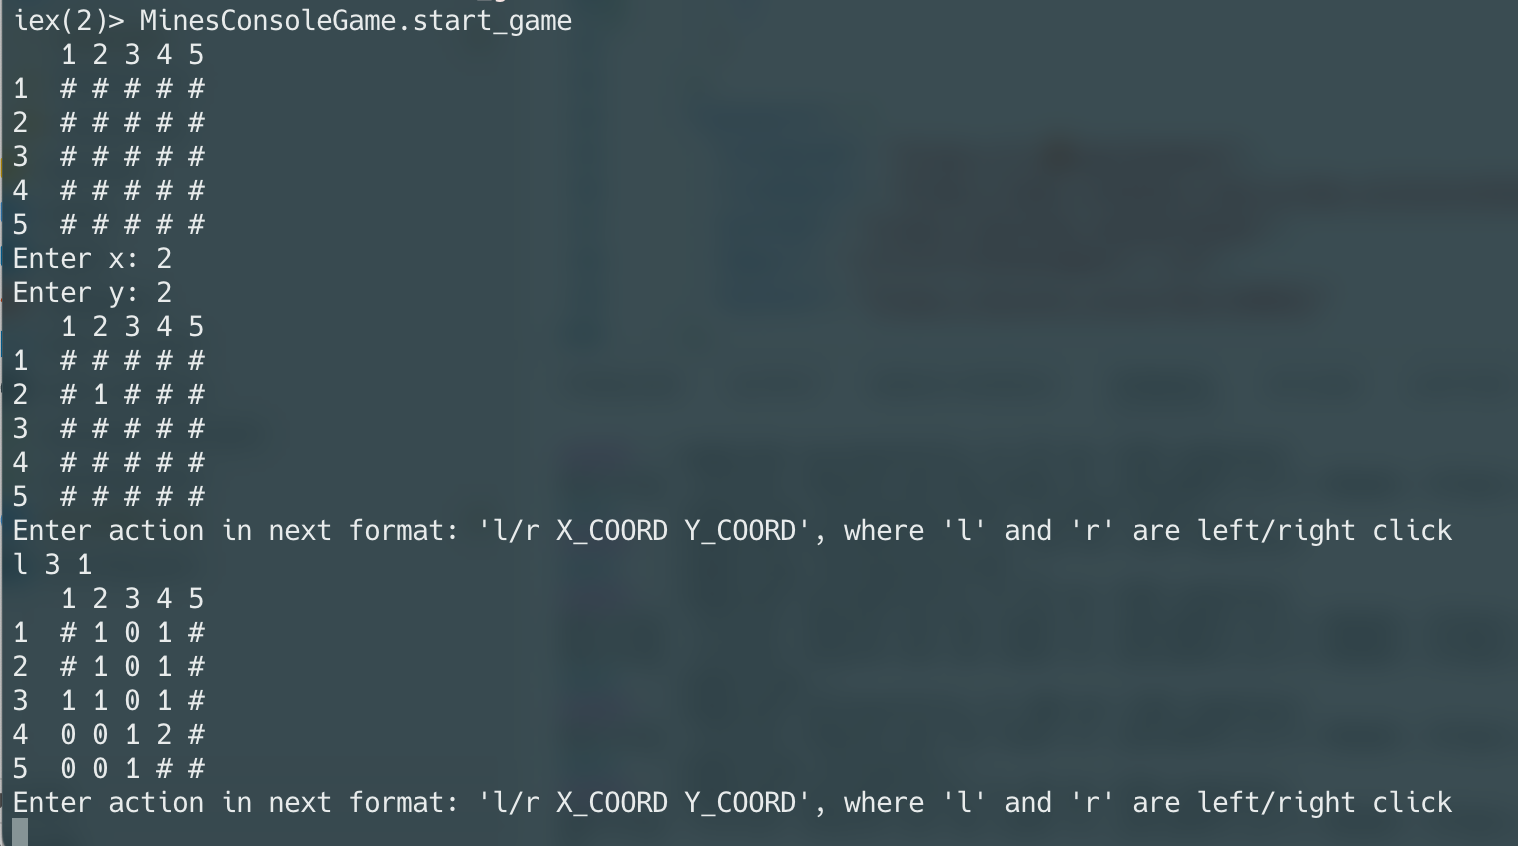 iex(2)> MinesConsoleGame.start_game
   1 2 3 4 5
1  # # # # #
2  # # # # #
3  # # # # #
4  # # # # #
5  # # # # #
Enter x: 2
Enter y: 2
   1 2 3 4 5
1  # # # # #
2  # 1 # # #
3  # # # # #
4  # # # # #
5  # # # # #
Enter action in next format: 'l/r X_COORD Y_COORD', where 'l' and 'r' are left/right click
l 3 1
   1 2 3 4 5
1  # 1 0 1 #
2  # 1 0 1 #
3  1 1 0 1 #
4  0 0 1 2 #
5  0 0 1 # #
Enter action in next format: 'l/r X_COORD Y_COORD', where 'l' and 'r' are left/right click